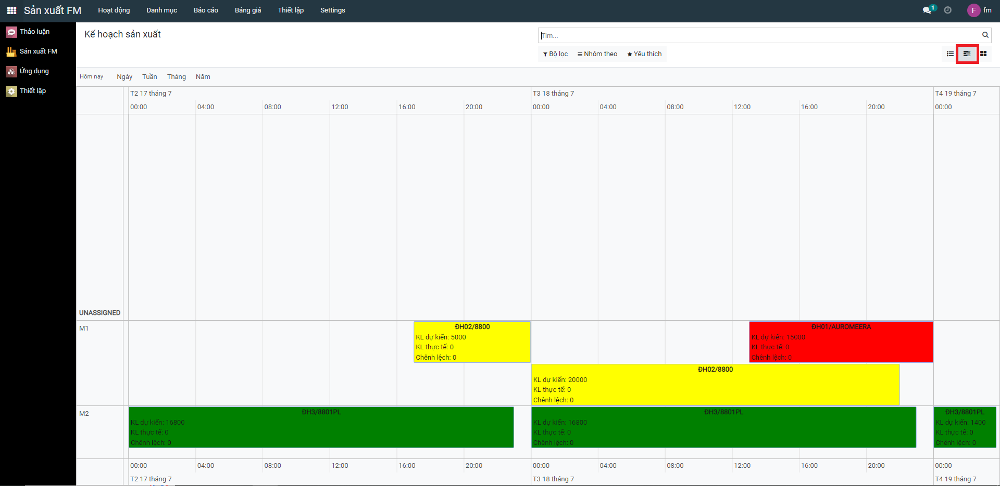 Sản xuất FM Hoạt động Danh mục Báo cáo Bảng giá Thiết lập Settings 1 F fm
Thảo luận
Sản xuất FM
Ứng dụng
Thiết lập
Kế hoạch sản xuất
Tìm...
Bộ lọc Nhóm theo Yêu thích
Hôm nay Ngày Tuần Tháng Năm
T2 17 tháng 7 T3 18 tháng 7 T4 19 tháng 7
00:00 04:00 08:00 12:00 16:00 20:00 00:00 04:00 08:00 12:00 16:00 20:00 00:00
UNASSIGNED
M1
ĐH02/8800
KL dự kiến: 5000
KL thực tế: 0
Chênh lệch: 0
ĐH01/AUROMEERA
KL dự kiến: 15000
KL thực tế: 0
Chênh lệch: 0
ĐH02/8800
KL dự kiến: 20000
KL thực tế: 0
Chênh lệch: 0
M2
ĐH3/8801PL
KL dự kiến: 16800
KL thực tế: 0
Chênh lệch: 0
ĐH3/8801PL
KL dự kiến: 16800
KL thực tế: 0
Chênh lệch: 0
ĐH3/8801PL
KL dự kiến: 1400
KL thực tế: 0
Chênh lệch: 0
00:00 04:00 08:00 12:00 16:00 20:00 00:00 04:00 08:00 12:00 16:00 20:00 00:00
T2 17 tháng 7 T3 18 tháng 7 T4 19 tháng 7